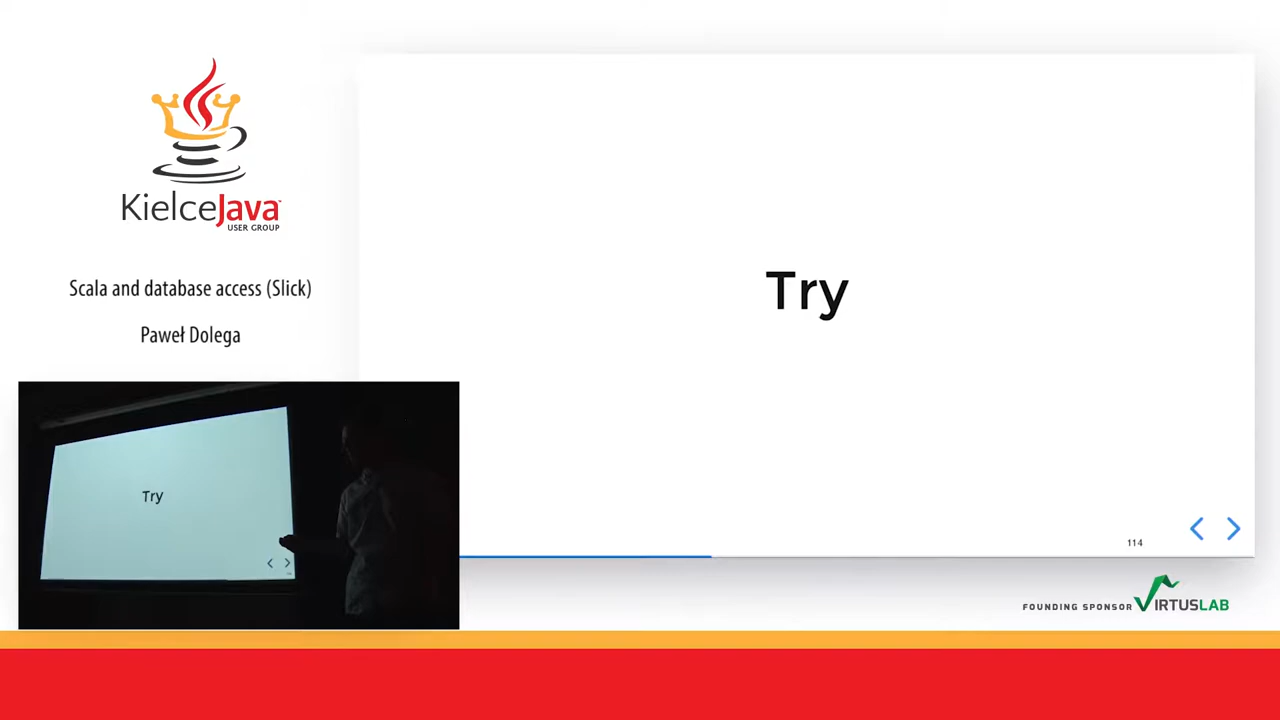 KielceJava
USER GROUP
Scala and database access (Slick)
Paweł Dolega
Try
Try
114
FOUNDING SPONSOR VIRTUSLAB